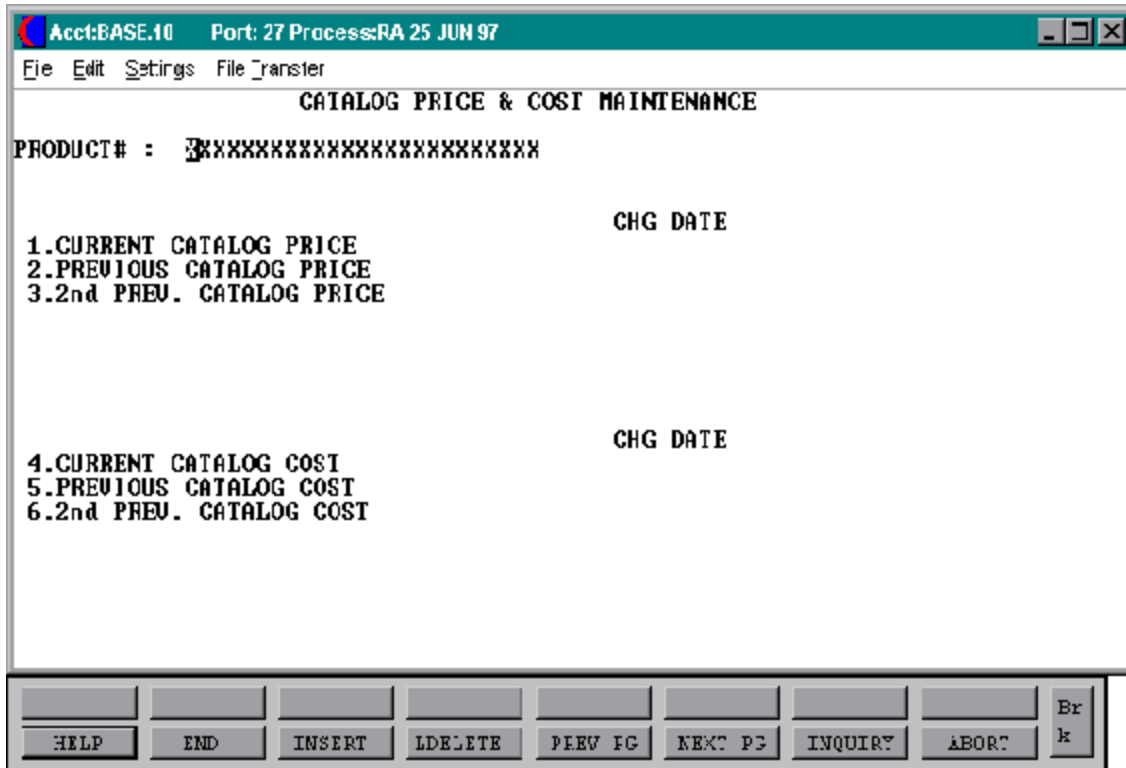 Acct:BASE.10 Port: 27 Process:RA 25 JUN 97
File Edit Settings File Transfer
CATALOG PRICE & COST MAINTENANCE
PRODUCT# : XXXXXXXXXXXXXXXXXXXXXXXXX
CHG DATE
1.CURRENT CATALOG PRICE
2.PREVIOUS CATALOG PRICE
3.2nd PREV. CATALOG PRICE
CHG DATE
4.CURRENT CATALOG COST
5.PREVIOUS CATALOG COST
6.2nd PREV. CATALOG COST
HELP END INSERT LDELETE PREV PG NEXT PG INQUIRY ABORT Br
k